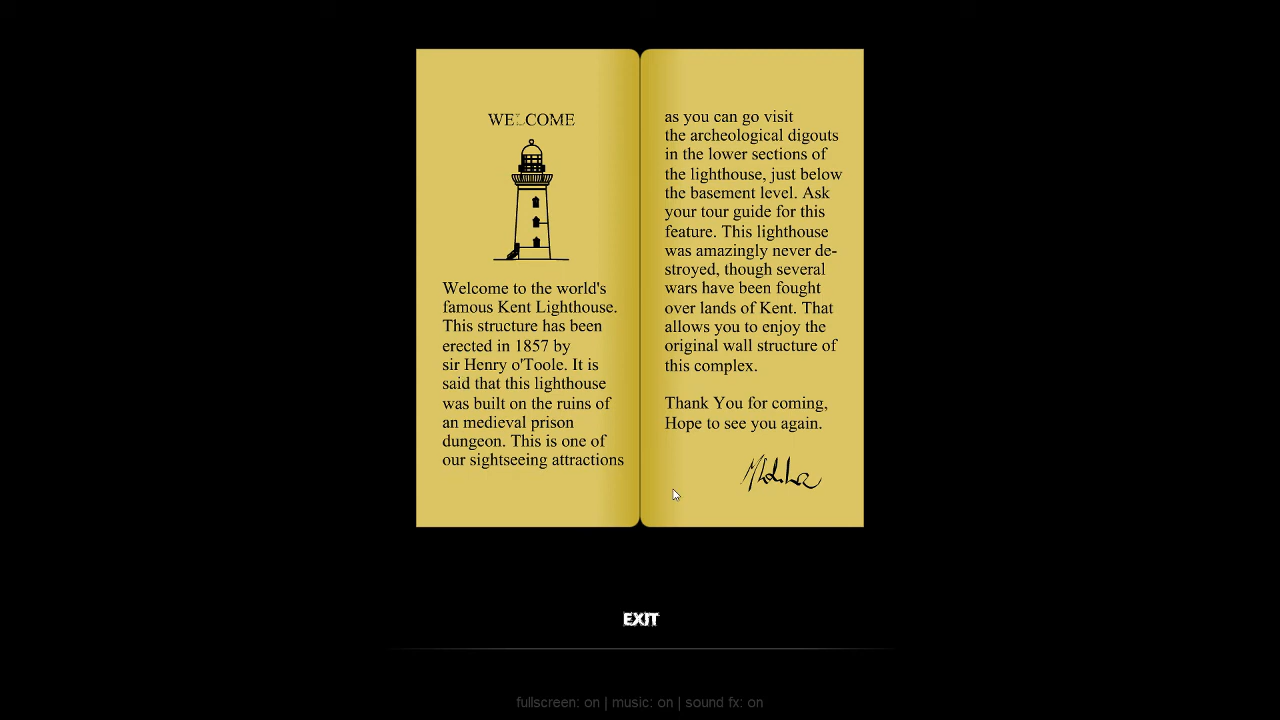 WELCOME
Welcome to the world's
famous Kent Lighthouse.
This structure has been
erected in 1857 by
sir Henry o'Toole. It is
said that this lighthouse
was built on the ruins of
an medieval prison
dungeon. This is one of
our sightseeing attractions
as you can go visit
the archeological digouts
in the lower sections of
the lighthouse, just below
the basement level. Ask
your tour guide for this
feature. This lighthouse
was amazingly never de-
stroyed, though several
wars have been fought
over lands of Kent. That
allows you to enjoy the
original wall structure of
this complex.
Thank You for coming,
Hope to see you again.
EXIT
fullscreen: on | music: on | sound fx: on